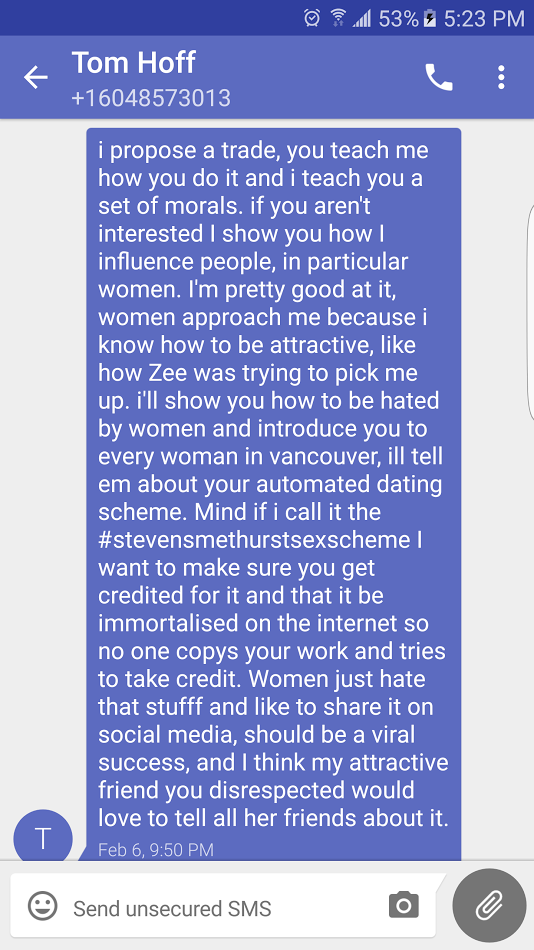 53% 5:23 PM
Tom Hoff
+16048573013
i propose a trade, you teach me
how you do it and i teach you a
set of morals. if you aren't
interested I show you how I
influence people, in particular
women. I'm pretty good at it,
women approach me because i
know how to be attractive, like
how Zee was trying to pick me
up. i'll show you how to be hated
by women and introduce you to
every woman in vancouver, ill tell
em about your automated dating
scheme. Mind if i call it the
#stevensmethurstsexscheme I
want to make sure you get
credited for it and that it be
immortalised on the internet so
no one copys your work and tries
to take credit. Women just hate
that stufff and like to share it on
social media, should be a viral
success, and I think my attractive
friend you disrespected would
love to tell all her friends about it.
T
Feb 6, 9:50 PM
Send unsecured SMS